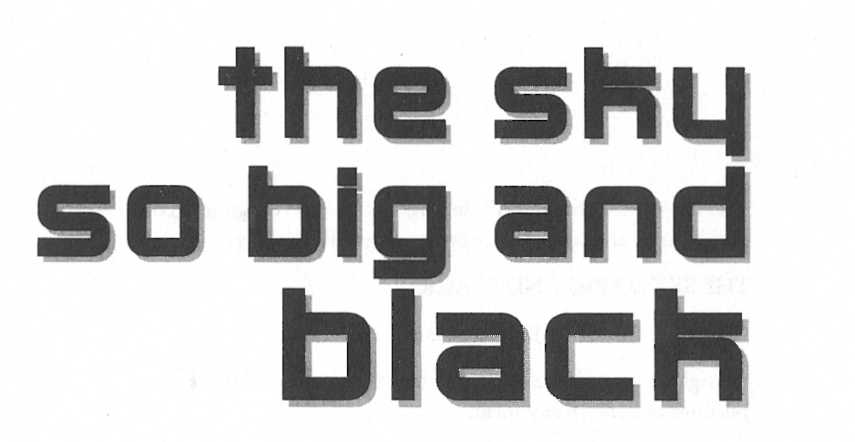 the sky
so big and
black